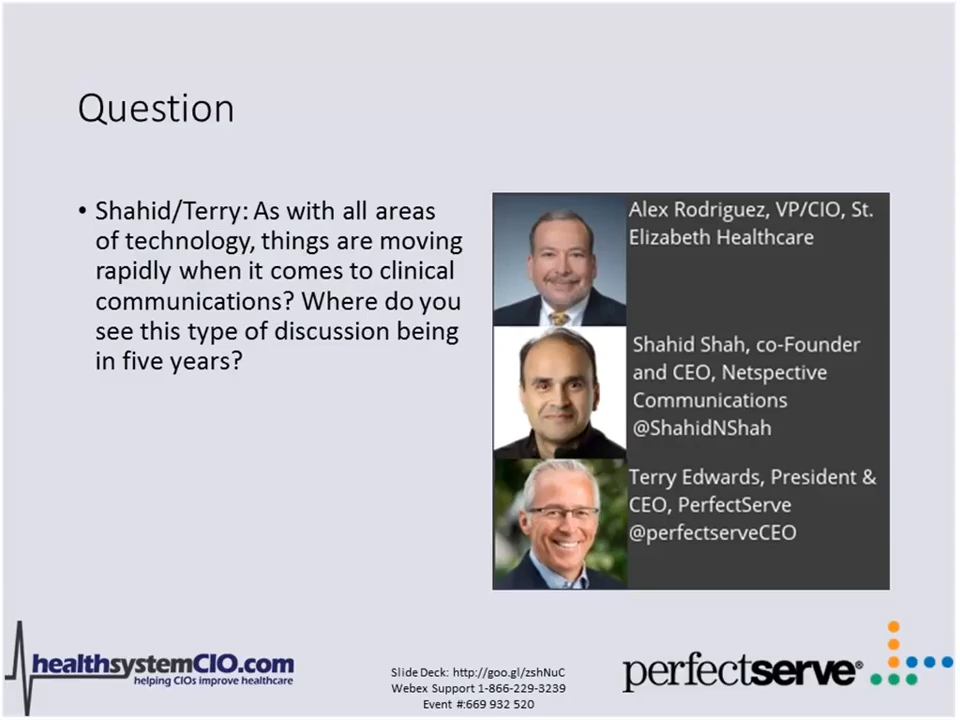 Question
• Shahid/Terry: As with all areas
of technology, things are moving
rapidly when it comes to clinical
communications? Where do you
see this type of discussion being
in five years?
Alex Rodriguez, VP/CIO, St.
Elizabeth Healthcare
Shahid Shah, co-Founder
and CEO, Netspective
Communications
@ShahidNShah
Terry Edwards, President &
CEO, PerfectServe
@perfectserveCEO
healthsystemCIO.com
helping CIOs improve healthcare
Slide Deck: http://goo.gl/zshNuC
Webex Support 1-866-229-3239
Event #:669 932 520
perfectserve®